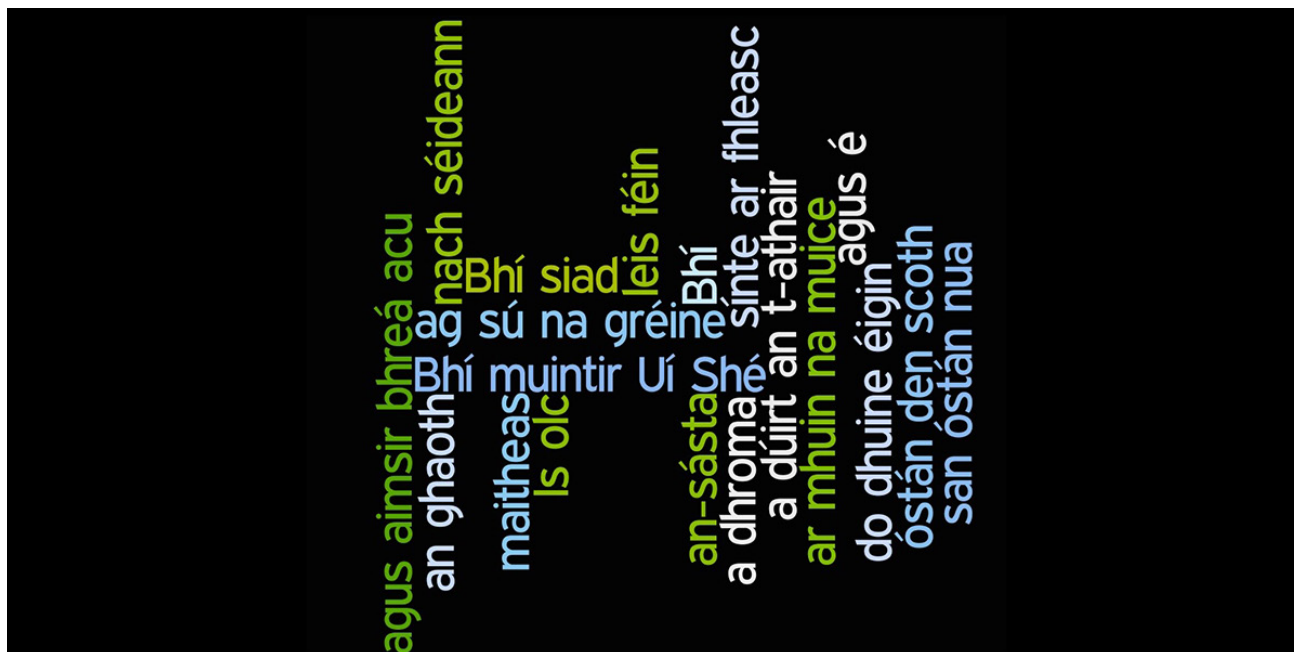 agus aimsir bhreá acu
nach séideann
an ghaoth
Bhí siad
ag sú na gréine
Bhí muintir Uí Shé
maitheas
Is olc
leis féin
Bhí
an-sásta
sínte ar fhleasc
a dhroma
a dúirt an t-athair
ar mhuin na muice
agus é
do dhuine éigin
óstán den scoth
san óstán nua